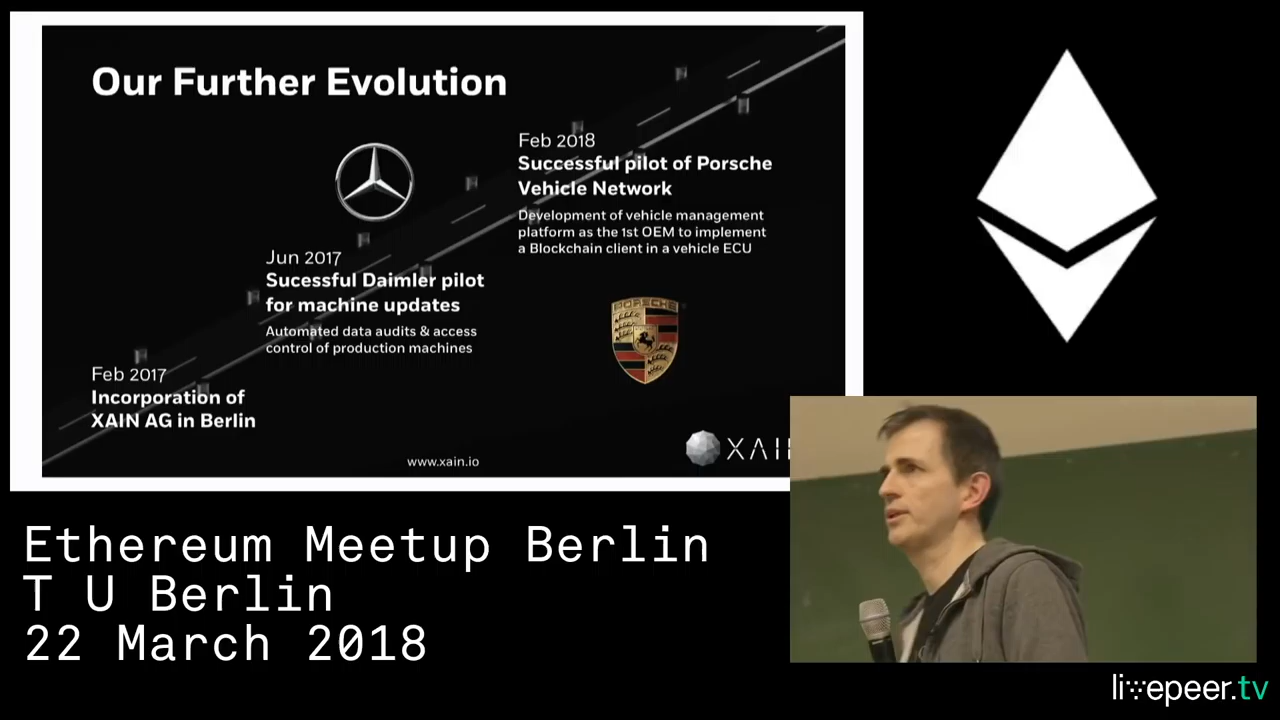 Our Further Evolution
Feb 2018
Successful pilot of Porsche
Vehicle Network
Development of vehicle management
platform as the 1st OEM to implement
a Blockchain client in a vehicle ECU
Jun 2017
Sucessful Daimler pilot
for machine updates
Automated data audits & access
control of production machines
PORSCHE
Feb 2017
Incorporation of
XAIN AG in Berlin
www.xain.io
XAI
Ethereum Meetup Berlin
T U Berlin
22 March 2018
livepeer.tv